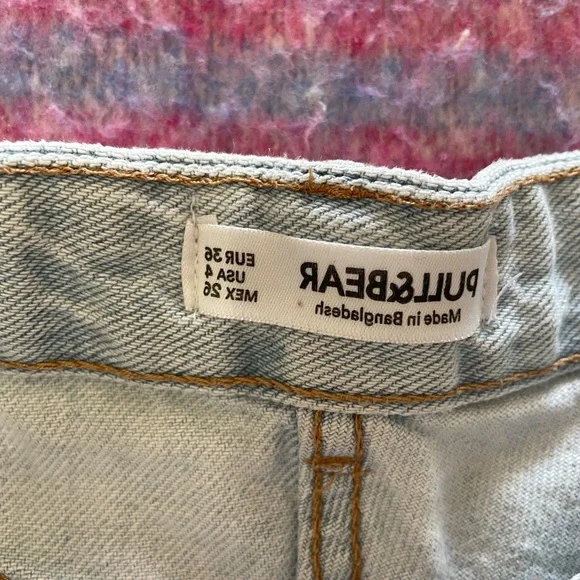 PULL&BEAR
Made in Bangladesh
EUR 36
USA 4
MEX 26